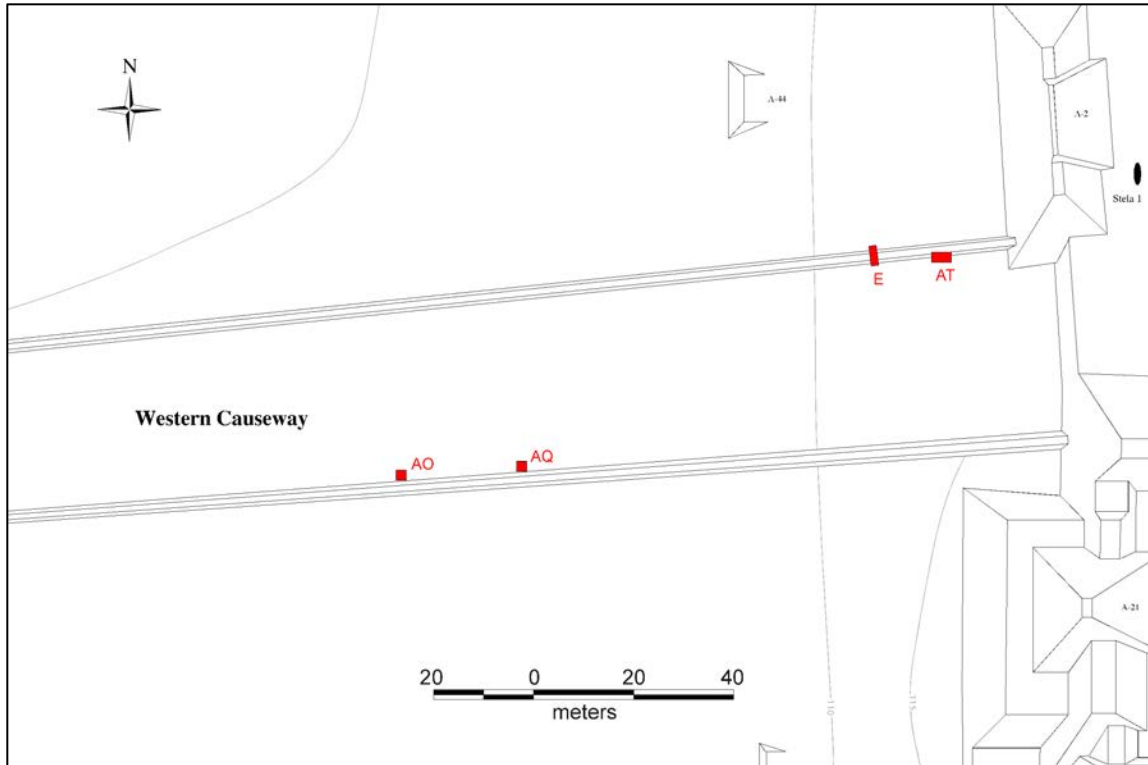 N
A-44
A-2
Stela 1
E
AT
Western Causeway
AO
AQ
A-21
20 0 20 40
meters
110
115